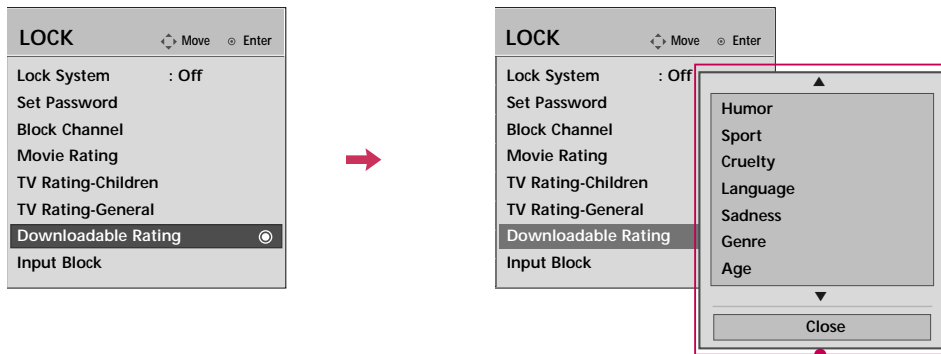 LOCK Move Enter
Lock System : Off
Set Password
Block Channel
Movie Rating
TV Rating-Children
TV Rating-General
Downloadable Rating
Input Block
LOCK Move Enter
Lock System : Off
Set Password
Block Channel
Movie Rating
TV Rating-Children
TV Rating-General
Downloadable Rating
Input Block
Humor
Sport
Cruelty
Language
Sadness
Genre
Age
Close